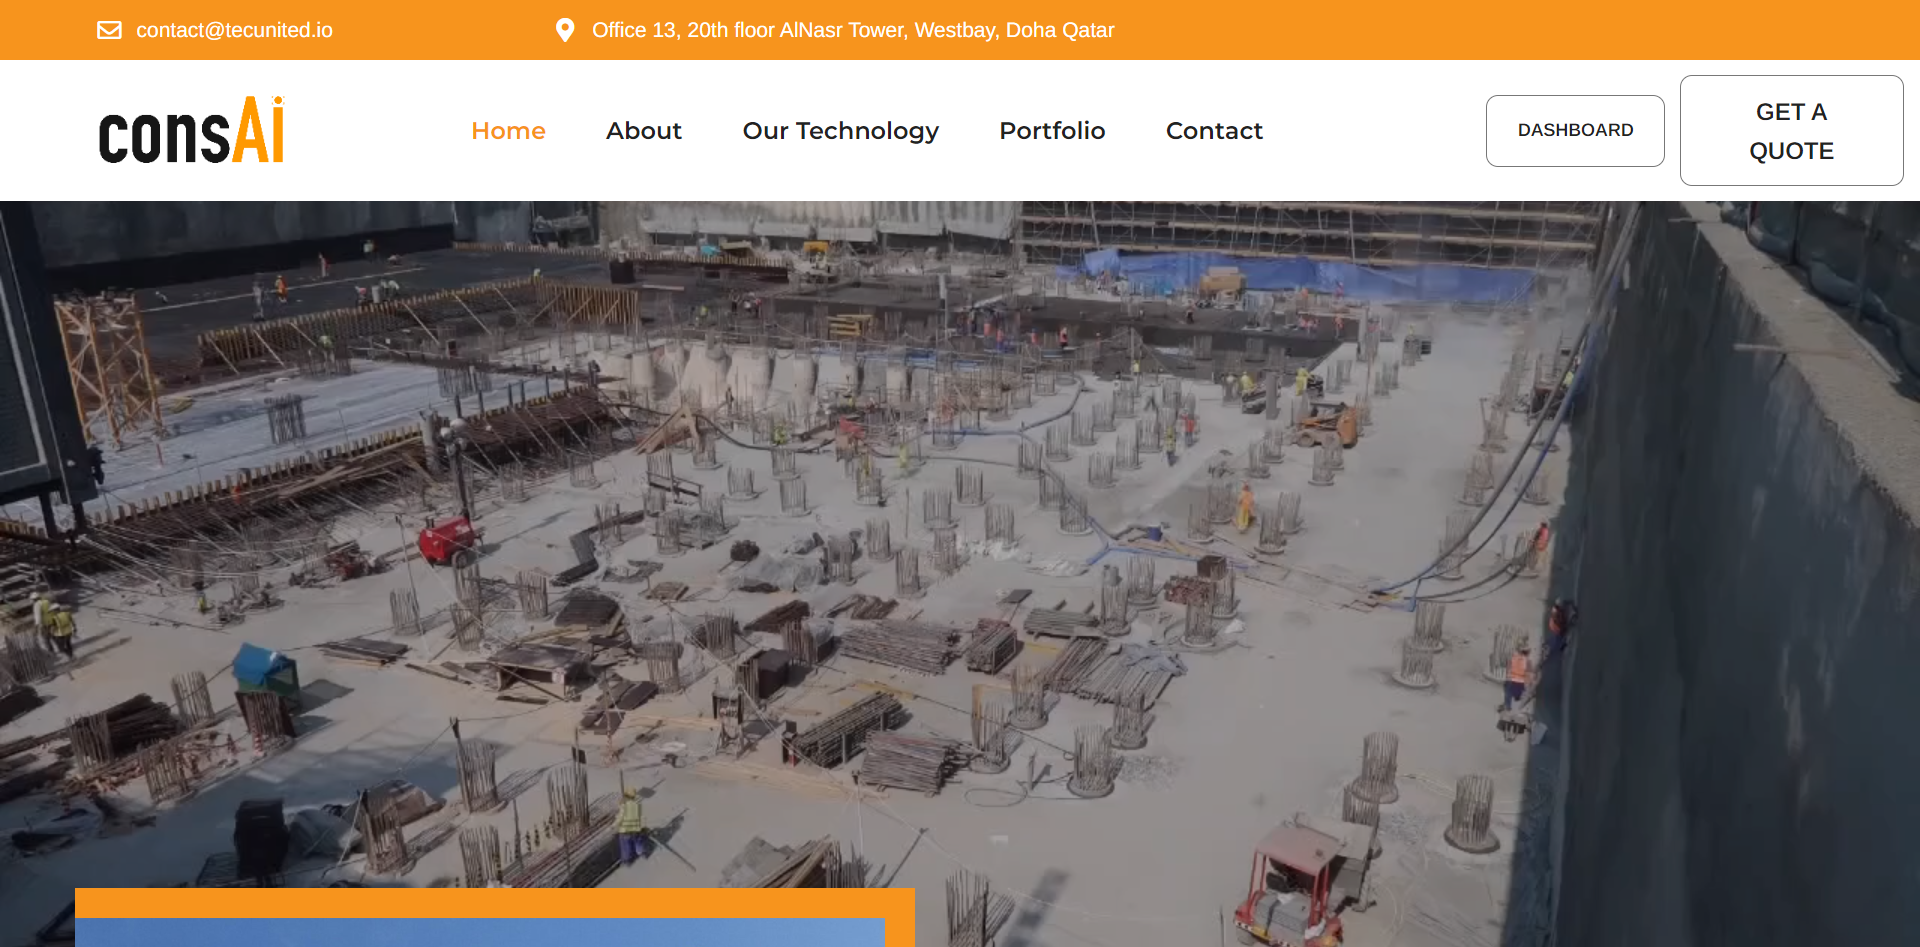 contact@tecunited.io
Office 13, 20th floor AlNasr Tower, Westbay, Doha Qatar
consAi
Home
About
Our Technology
Portfolio
Contact
DASHBOARD
GET A
QUOTE